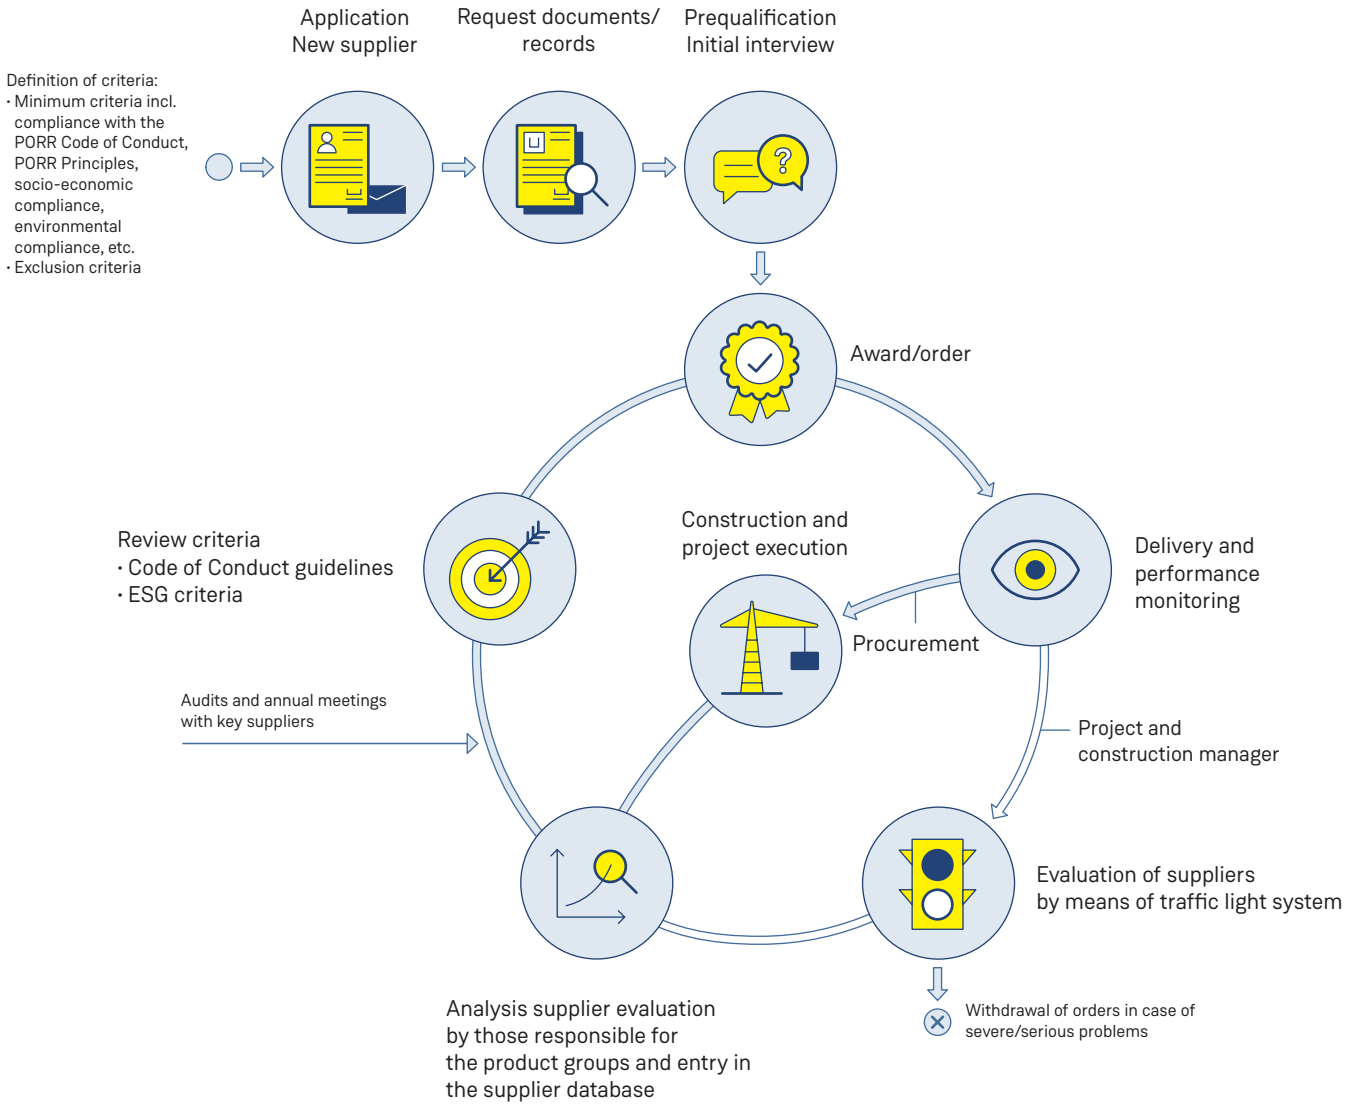 Application
New supplier
Request documents/
records
Prequalification
Initial interview
Definition of criteria:
· Minimum criteria incl.
compliance with the
PORR Code of Conduct,
PORR Principles,
socio-economic
compliance,
environmental
compliance, etc.
· Exclusion criteria
?
Award/order
Review criteria
· Code of Conduct guidelines
· ESG criteria
Construction and
project execution
Delivery and
performance
monitoring
Procurement
Audits and annual meetings
with key suppliers
Project and
construction manager
Evaluation of suppliers
by means of traffic light system
Analysis supplier evaluation
by those responsible for
the product groups and entry in
the supplier database
Withdrawal of orders in case of
severe/serious problems